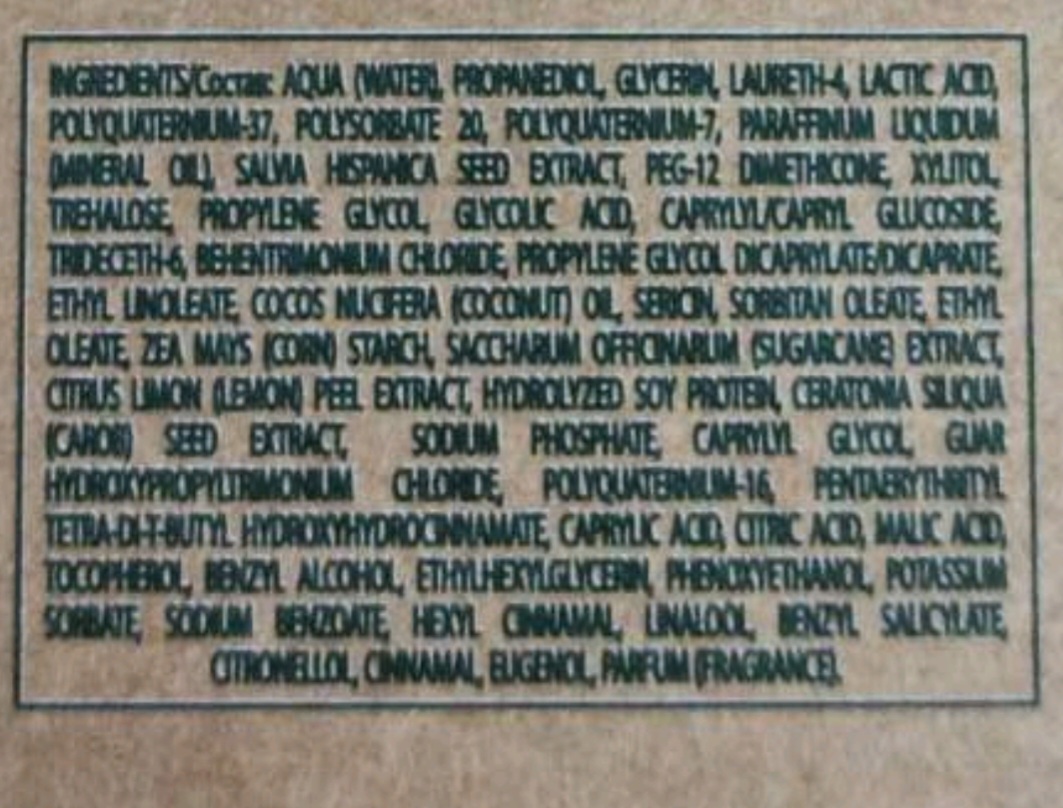 INGREDIENTS/Состав: AQUA (WATER), PROPANEDIOL, GLYCERIN, LAURETH-4, LACTIC ACID,
POLYQUATERNIUM-37, POLYSORBATE 20, POLYQUATERNIUM-7, PARAFFINUM LIQUIDUM
(MINERAL OIL), SALVIA HISPANICA SEED EXTRACT, PEG-12 DIMETHICONE, XYLITOL,
TREHALOSE, PROPYLENE GLYCOL, GLYCOLIC ACID, CAPRYLYL/CAPRYL GLUCOSIDE,
TRIDECETH-6, BEHENTRIMONIUM CHLORIDE, PROPYLENE GLYCOL DICAPRYLATE/DICAPRATE,
ETHYL LINOLEATE, COCOS NUCIFERA (COCONUT) OIL, SERICIN, SORBITAN OLEATE, ETHYL
OLEATE, ZEA MAYS (CORN) STARCH, SACCHARUM OFFICINARUM (SUGARCANE) EXTRACT,
CITRUS LIMON (LEMON) PEEL EXTRACT, HYDROLYZED SOY PROTEIN, CERATONIA SILIQUA
(CAROB) SEED EXTRACT, SODIUM PHOSPHATE, CAPRYLYL GLYCOL, GUAR
HYDROXYPROPYLTRIMONIUM CHLORIDE, POLYQUATERNIUM-16, PENTAERYTHRITYL
TETRA-DI-T-BUTYL HYDROXYHYDROCINNAMATE, CAPRYLIC ACID, CITRIC ACID, MALIC ACID,
TOCOPHEROL, BENZYL ALCOHOL, ETHYLHEXYLGLYCERIN, PHENOXYETHANOL, POTASSIUM
SORBATE, SODIUM BENZOATE, HEXYL CINNAMAL, LINALOOL, BENZYL SALICYLATE,
CITRONELLOL, CINNAMAL, EUGENOL, PARFUM (FRAGRANCE).